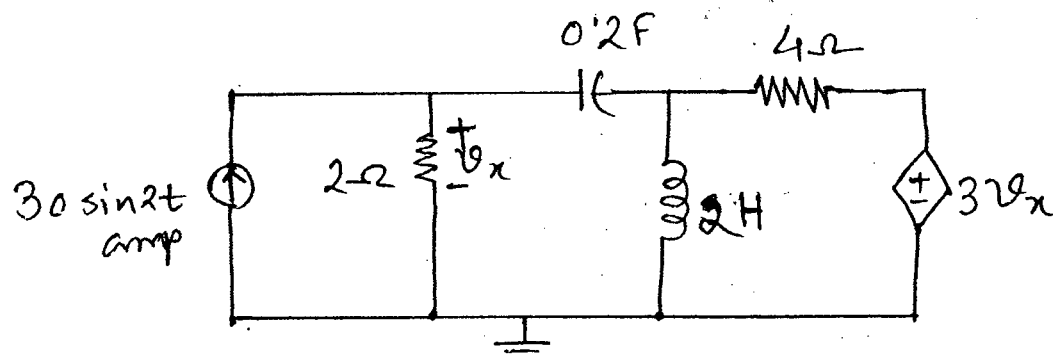 0.2F
4Ω
30 sin2t
amp
2Ω
+
vx
-
2H
+
-
3vx